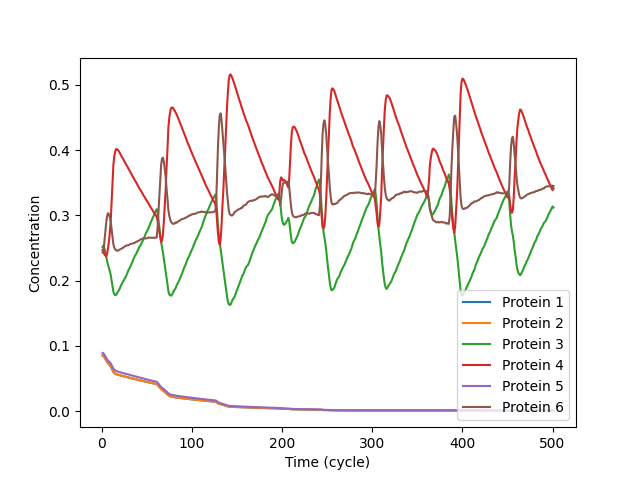 0.5
0.4
0.3
0.2
0.1
0.0
Concentration
0
100
200
300
400
500
Time (cycle)
Protein 1
Protein 2
Protein 3
Protein 4
Protein 5
Protein 6